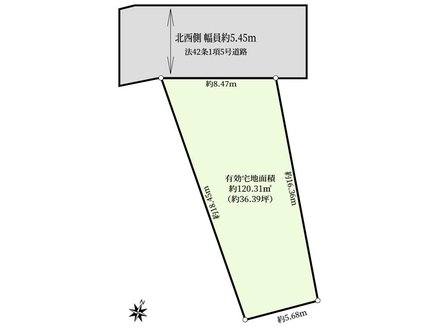 北西側 幅員約5.45m
法42条1項5号道路
約8.47m
有効宅地面積
約120.31㎡
（約36.39坪）
約16.36m
約18.45m
約5.68m
N